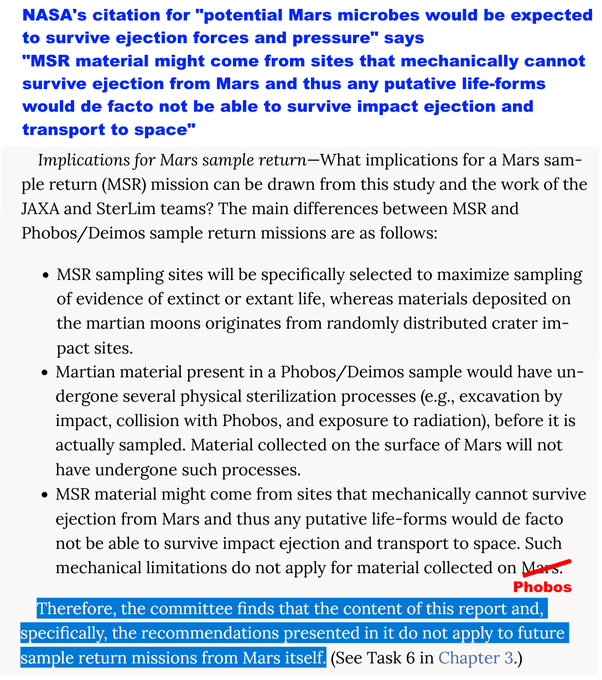 NASA's citation for "potential Mars microbes would be expected
to survive ejection forces and pressure" says
"MSR material might come from sites that mechanically cannot
survive ejection from Mars and thus any putative life-forms
would de facto not be able to survive impact ejection and
transport to space"
Implications for Mars sample return—What implications for a Mars sam-
ple return (MSR) mission can be drawn from this study and the work of the
JAXA and SterLim teams? The main differences between MSR and
Phobos/Deimos sample return missions are as follows:
• MSR sampling sites will be specifically selected to maximize sampling
of evidence of extinct or extant life, whereas materials deposited on
the martian moons originates from randomly distributed crater im-
pact sites.
• Martian material present in a Phobos/Deimos sample would have un-
dergone several physical sterilization processes (e.g., excavation by
impact, collision with Phobos, and exposure to radiation), before it is
actually sampled. Material collected on the surface of Mars will not
have undergone such processes.
• MSR material might come from sites that mechanically cannot survive
ejection from Mars and thus any putative life-forms would de facto
not be able to survive impact ejection and transport to space. Such
mechanical limitations do not apply for material collected on Mars.
Phobos
Therefore, the committee finds that the content of this report and,
specifically, the recommendations presented in it do not apply to future
sample return missions from Mars itself. (See Task 6 in Chapter 3.)